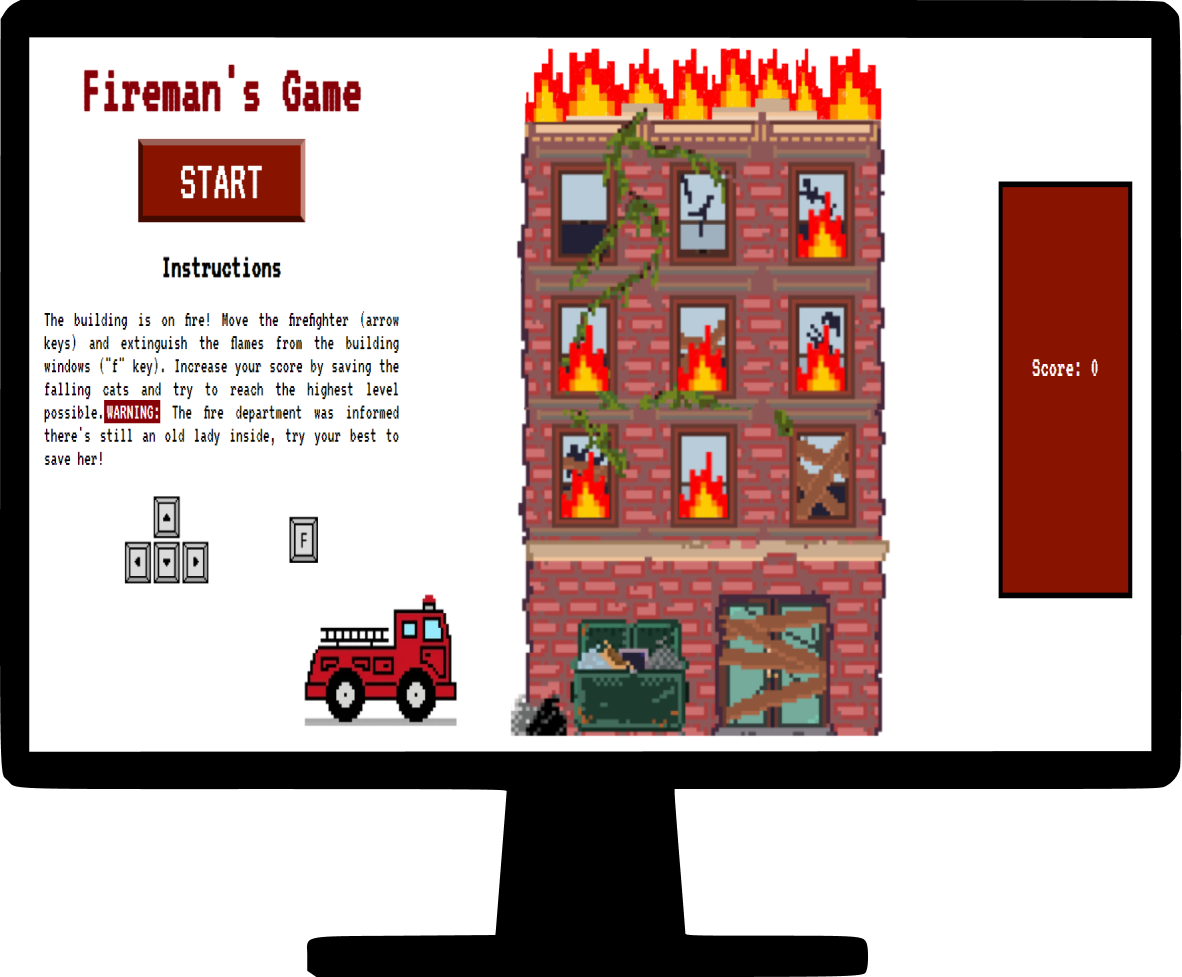 Fireman's Game
START
Instructions
The building is on fire! Move the firefighter (arrow
keys) and extinguish the flames from the building
windows ("f" key). Increase your score by saving the
falling cats and try to reach the highest level
possible. WARNING: The fire department was informed
there's still an old lady inside, try your best to
save her!
F
Score: 0